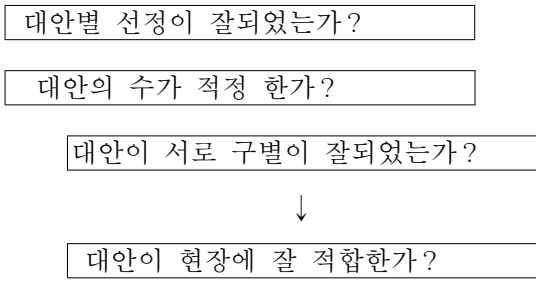 대안별 선정이 잘되었는가?
대안의 수가 적정 한가?
대안이 서로 구별이 잘되었는가?
↓
대안이 현장에 잘 적합한가?